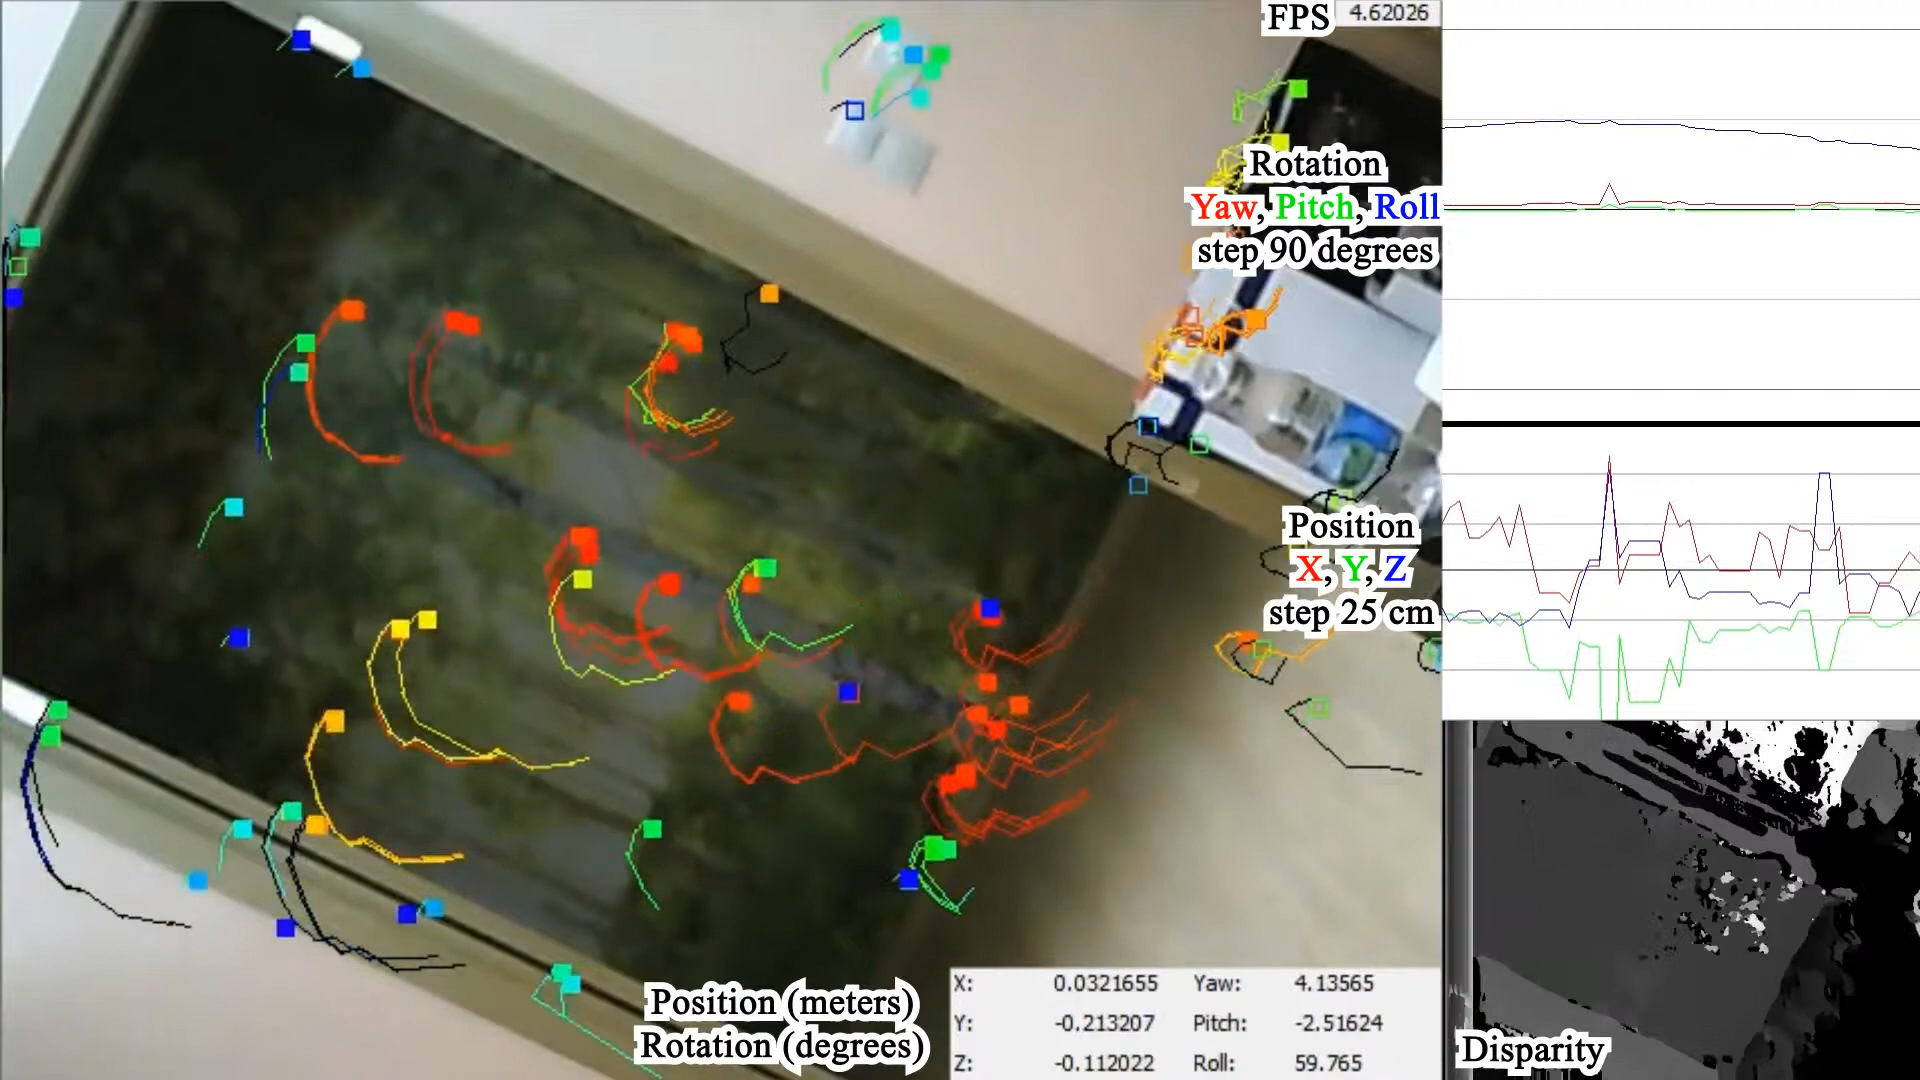 FPS 4.62026
Rotation
Yaw, Pitch, Roll
step 90 degrees
Position
X, Y, Z
step 25 cm
Position (meters)
Rotation (degrees)
X: 0.0321655 Yaw: 4.13565
Y: -0.213207 Pitch: -2.51624
Z: -0.112022 Roll: 59.765
Disparity